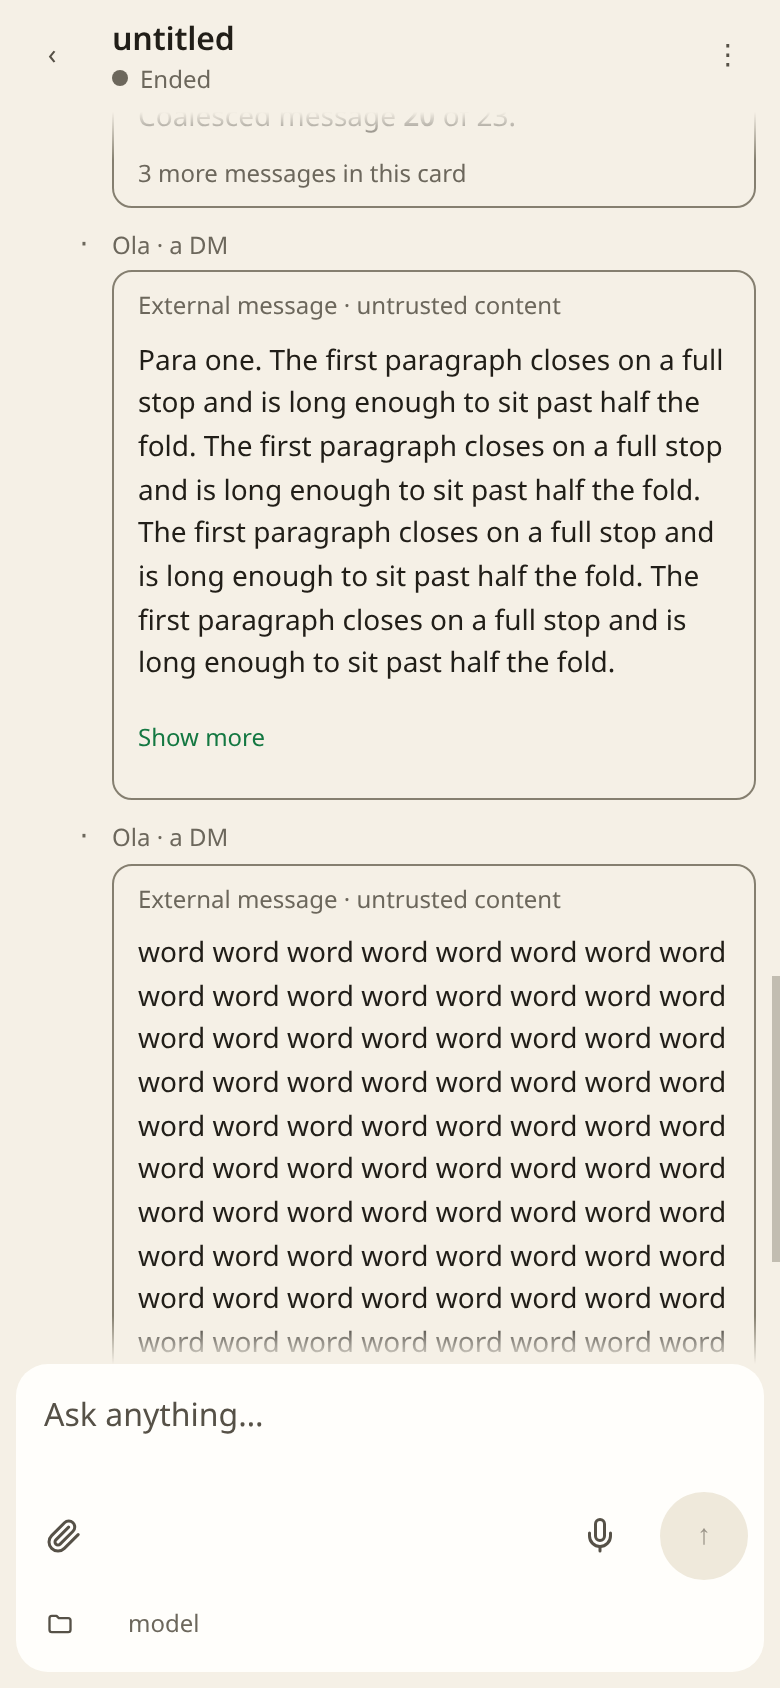 untitled
Ended
Coalesced message 20 of 23.
3 more messages in this card
Ola · a DM
External message · untrusted content
Para one. The first paragraph closes on a full
stop and is long enough to sit past half the
fold. The first paragraph closes on a full stop
and is long enough to sit past half the fold.
The first paragraph closes on a full stop and
is long enough to sit past half the fold. The
first paragraph closes on a full stop and is
long enough to sit past half the fold.
Show more
Ola · a DM
External message · untrusted content
word word word word word word word word
word word word word word word word word
word word word word word word word word
word word word word word word word word
word word word word word word word word
word word word word word word word word
word word word word word word word word
word word word word word word word word
word word word word word word word word
word word word word word word word word
Ask anything...
model